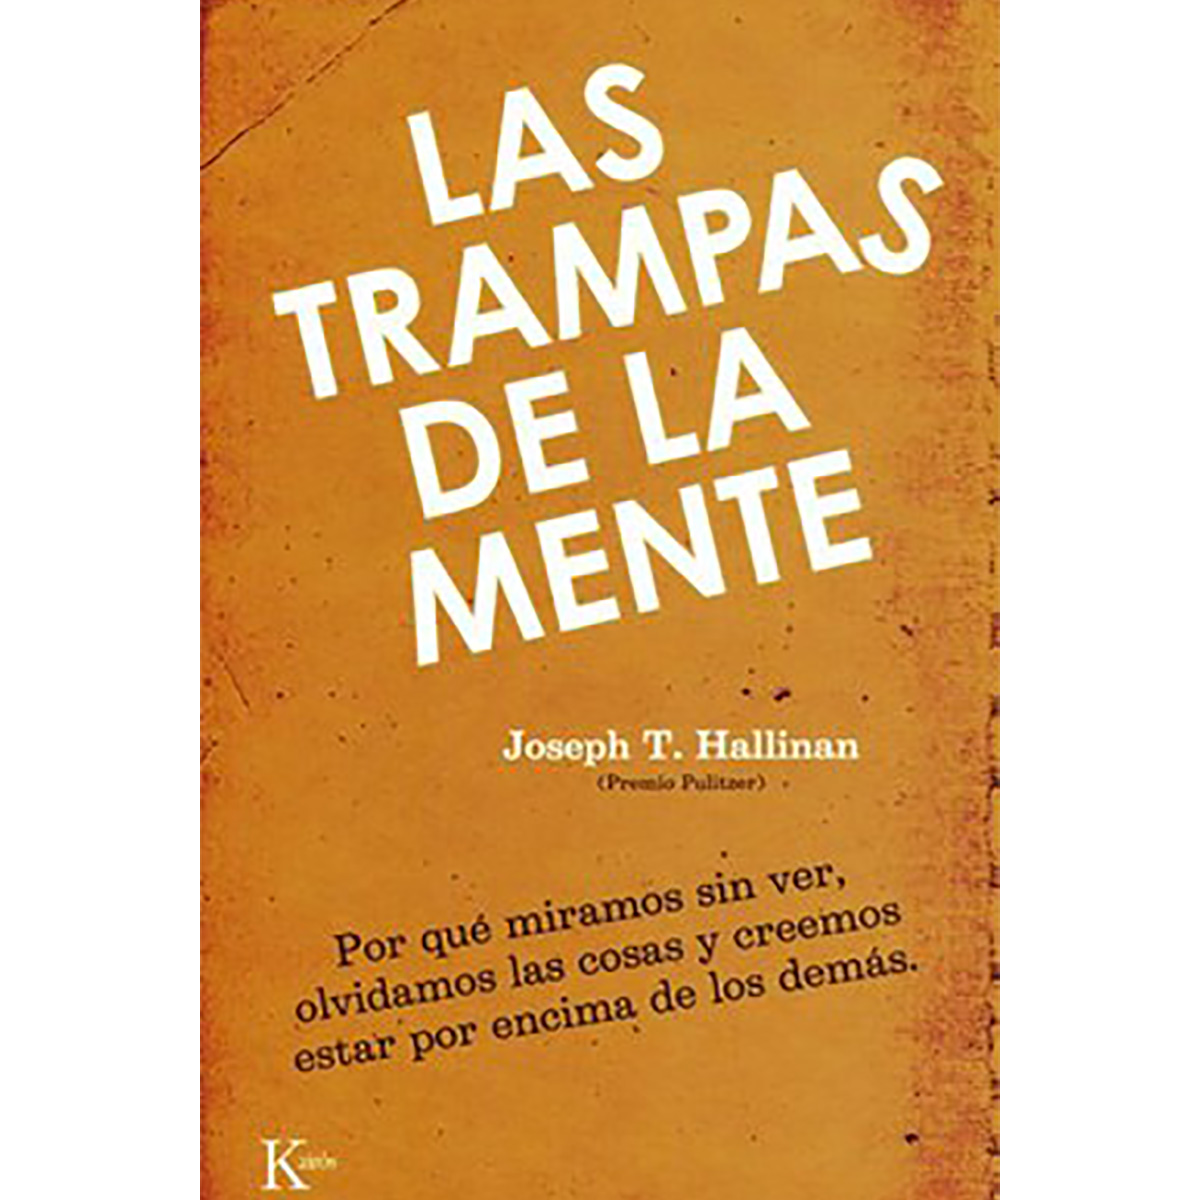 LAS
TRAMPAS
DE LA
MENTE
Joseph T. Hallinan
(Premio Pulitzer)
Por qué miramos sin ver,
olvidamos las cosas y creemos
estar por encima de los demás.
Kairós